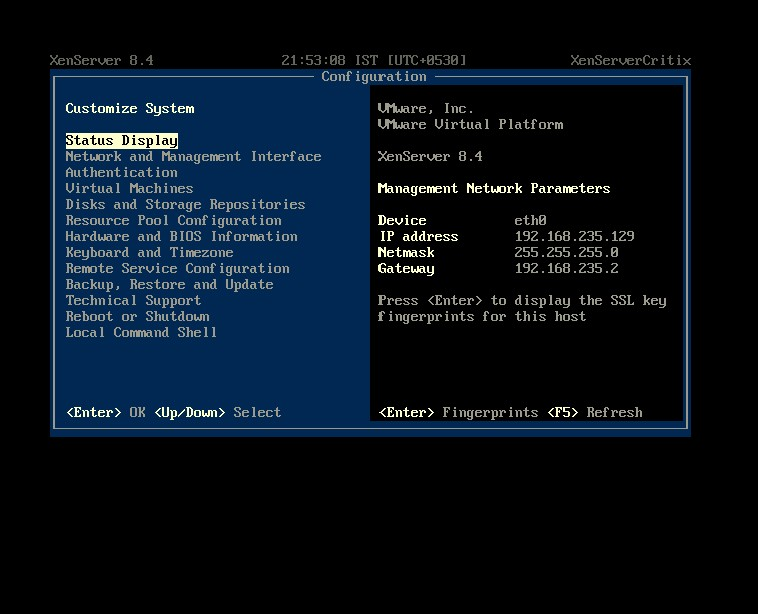 XenServer 8.4 21:53:08 IST [UTC+0530] XenServerCritix
Configuration
Customize System
Status Display
Network and Management Interface
Authentication
Virtual Machines
Disks and Storage Repositories
Resource Pool Configuration
Hardware and BIOS Information
Keyboard and Timezone
Remote Service Configuration
Backup, Restore and Update
Technical Support
Reboot or Shutdown
Local Command Shell
<Enter> OK <Up/Down> Select
VMware, Inc.
VMware Virtual Platform
XenServer 8.4
Management Network Parameters
Device eth0
IP address 192.168.235.129
Netmask 255.255.255.0
Gateway 192.168.235.2
Press <Enter> to display the SSL key
fingerprints for this host
<Enter> Fingerprints <F5> Refresh